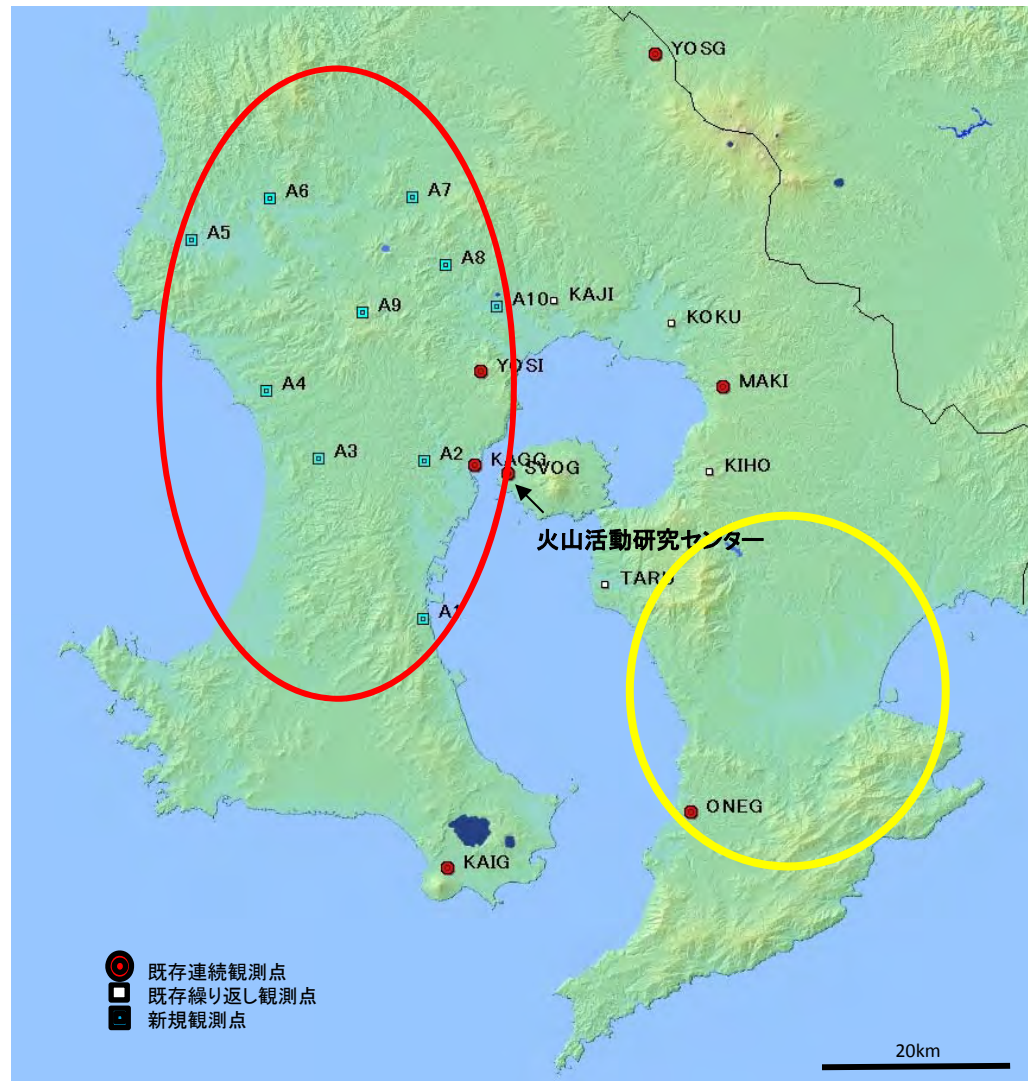 YOSG
A6
A7
A5
A8
A10
KAJI
A9
KOKU
YOSI
MAKI
A4
A3
A2
KAGG
SVOG
KIHO
火山活動研究センター
TARU
A1
ONEG
KAIG
既存連続観測点
既存繰り返し観測点
新規観測点
20km